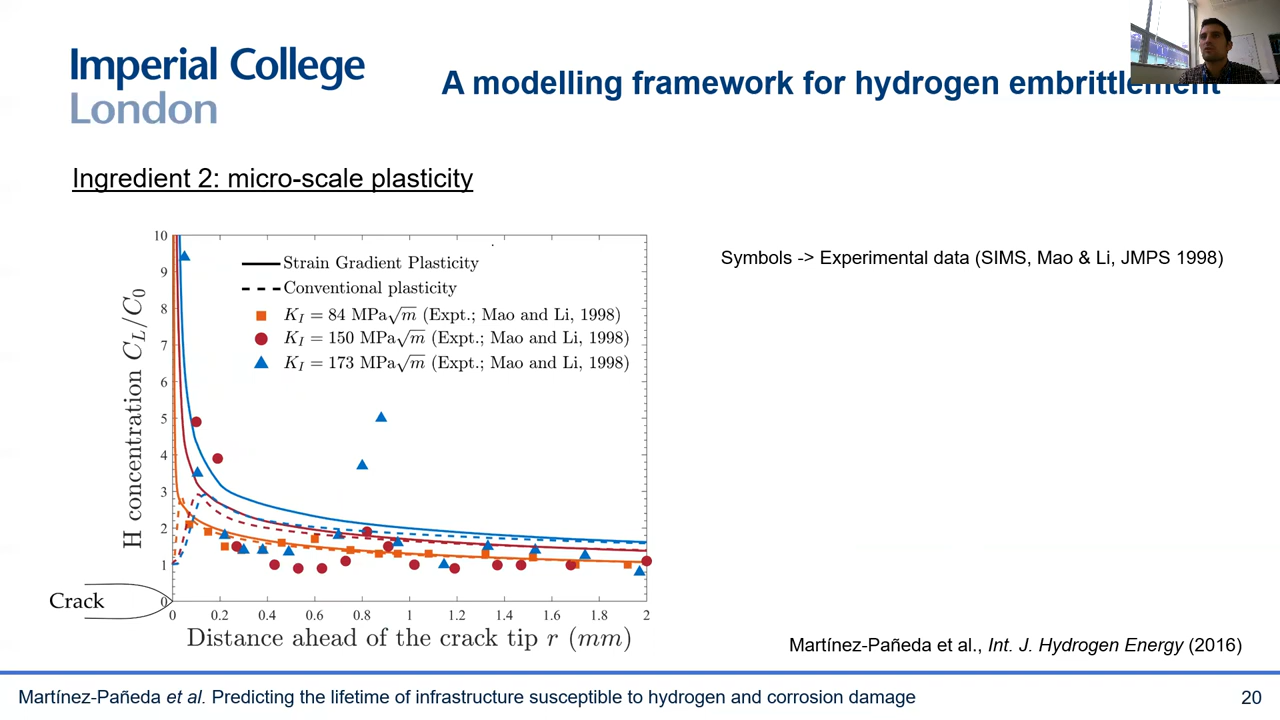 Imperial College
London
A modelling framework for hydrogen embrittlement
Ingredient 2: micro-scale plasticity
Symbols -> Experimental data (SIMS, Mao & Li, JMPS 1998)
Strain Gradient Plasticity
Conventional plasticity
K_I = 84 MPa√m (Expt.; Mao and Li, 1998)
K_I = 150 MPa√m (Expt.; Mao and Li, 1998)
K_I = 173 MPa√m (Expt.; Mao and Li, 1998)
H concentration C_L/C_0
10
9
8
7
6
5
4
3
2
1
0
Crack
0 0.2 0.4 0.6 0.8 1 1.2 1.4 1.6 1.8 2
Distance ahead of the crack tip r (mm)
Martínez-Pañeda et al., Int. J. Hydrogen Energy (2016)
Martínez-Pañeda et al. Predicting the lifetime of infrastructure susceptible to hydrogen and corrosion damage
20